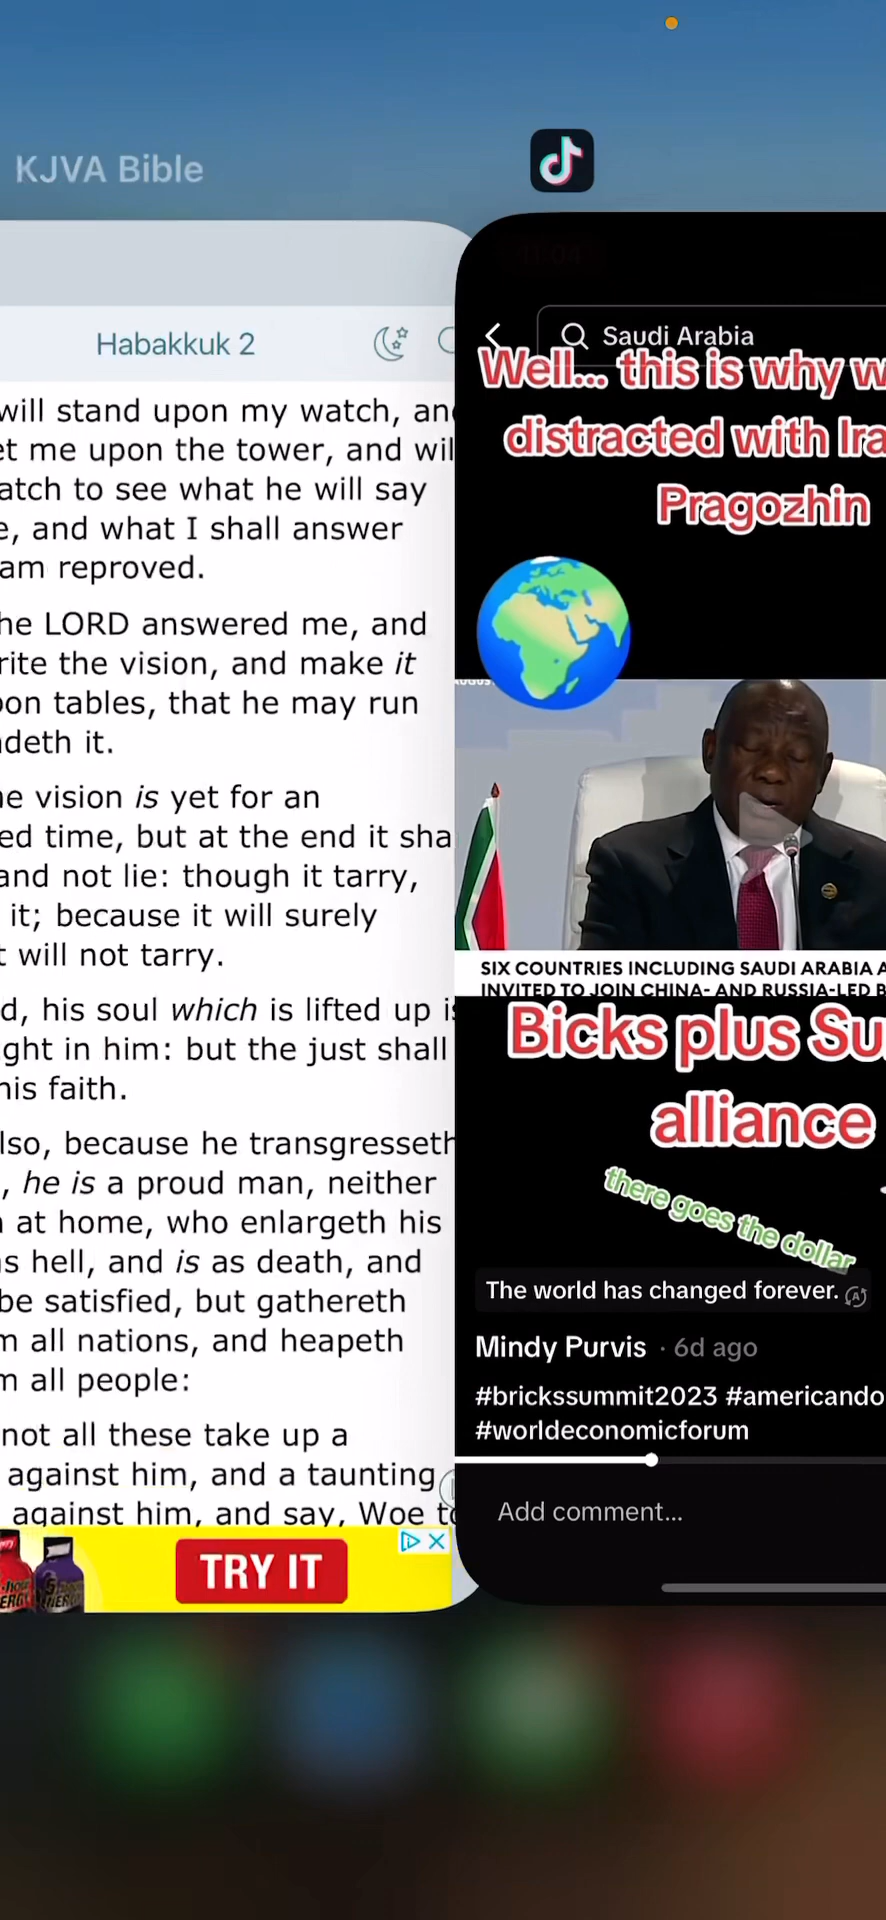 KJVA Bible
Habakkuk 2
will stand upon my watch, and
et me upon the tower, and wil
atch to see what he will say
e, and what I shall answer
am reproved.
he LORD answered me, and
rite the vision, and make it
on tables, that he may run
adeth it.
e vision is yet for an
ed time, but at the end it sha
and not lie: though it tarry,
it; because it will surely
t will not tarry.
d, his soul which is lifted up is
ght in him: but the just shall
his faith.
lso, because he transgresseth
, he is a proud man, neither
at home, who enlargeth his
as hell, and is as death, and
be satisfied, but gathereth
m all nations, and heapeth
m all people:
not all these take up a
against him, and a taunting
against him, and say, Woe to
TRY IT
Saudi Arabia
Well... this is why w
distracted with Ira
Pragozhin
SIX COUNTRIES INCLUDING SAUDI ARABIA A
INVITED TO JOIN CHINA- AND RUSSIA-LED B
Bicks plus Su
alliance
there goes the dollar
The world has changed forever.
Mindy Purvis · 6d ago
#brickssummit2023 #americando
#worldeconomicforum
Add comment...